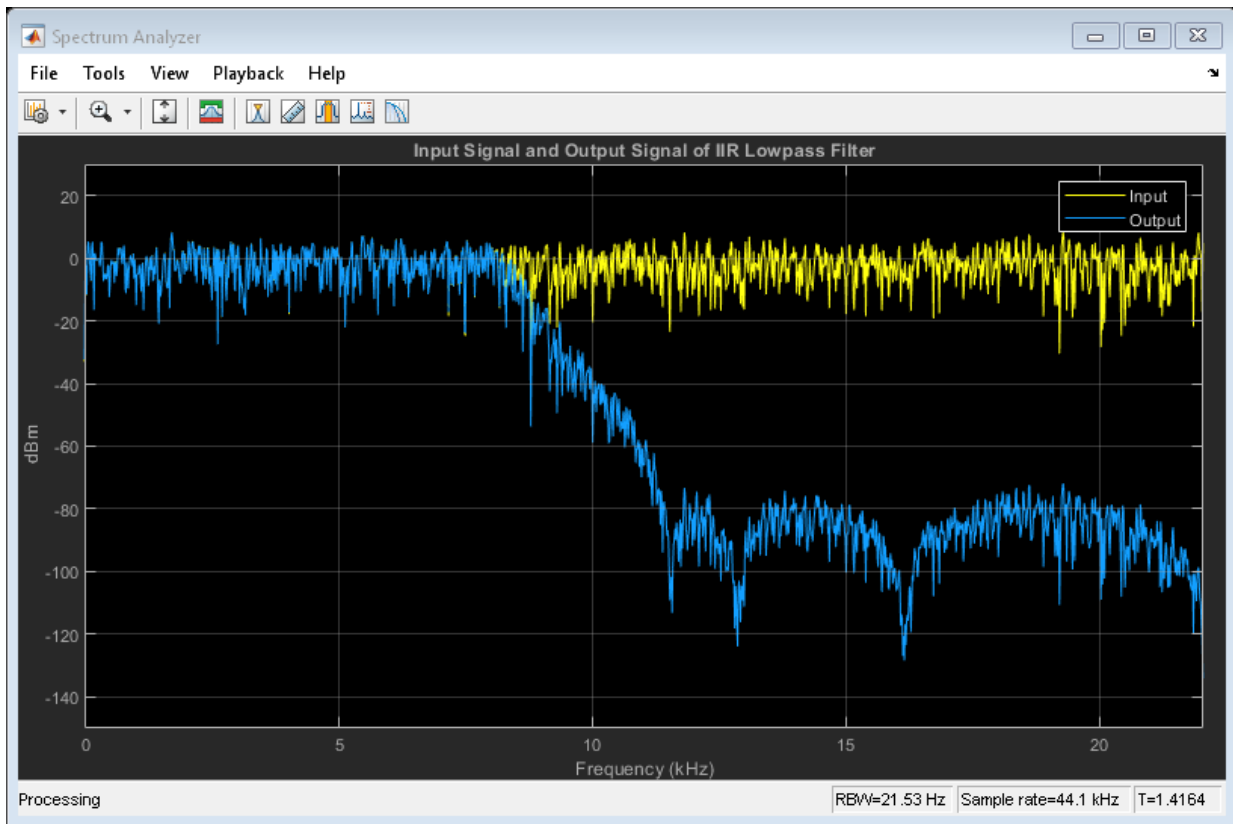 Spectrum Analyzer
File Tools View Playback Help
Input Signal and Output Signal of IIR Lowpass Filter
Input
Output
20
0
-20
-40
-60
-80
-100
-120
-140
dBm
0 5 10 15 20
Frequency (kHz)
Processing RBW=21.53 Hz Sample rate=44.1 kHz T=1.4164